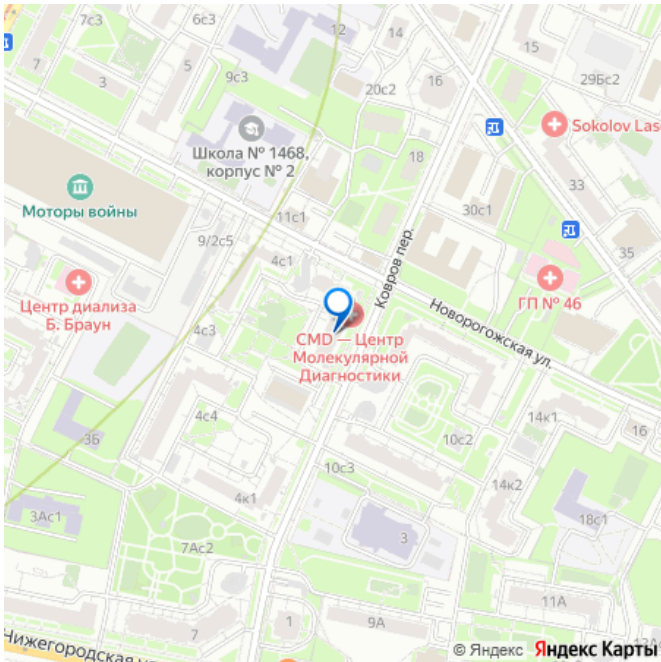 7с3
12
14
15
7
3
5
9с3
20с2
16
29Бс2
Sokolov Las
Школа № 1468,
корпус № 2
18
33
Моторы войны
11с1
30с1
9/2с5
4с1
35
Ковров пер.
Центр диализа
Б. Браун
ГП № 46
Новорогожская ул.
4с3
CMD — Центр
Молекулярной
Диагностики
4с4
14к1
16
3Б
10с2
10с3
14к2
4к1
3Ас1
18с1
7Ас2
3
11А
1
9А
Нижегородская
13А
© Яндекс Яндекс Карты